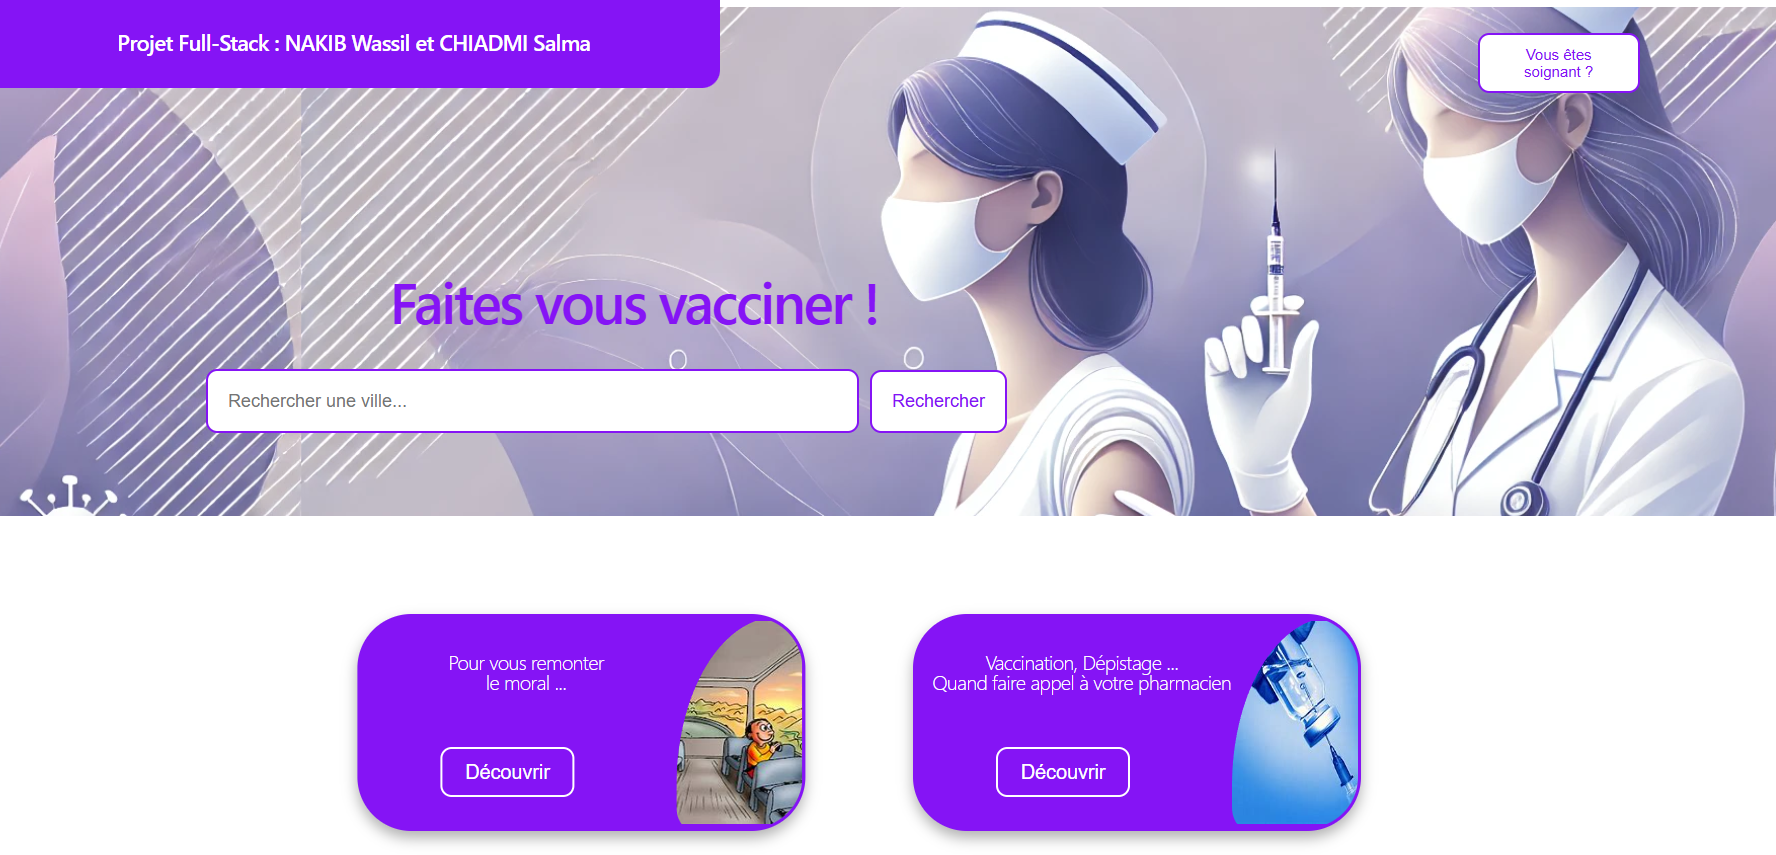 Projet Full-Stack : NAKIB Wassil et CHIADMI Salma
Vous êtes
soignant ?
Faites vous vacciner !
Rechercher une ville...
Rechercher
Pour vous remonter
le moral ...
Découvrir
Vaccination, Dépistage ...
Quand faire appel à votre pharmacien
Découvrir